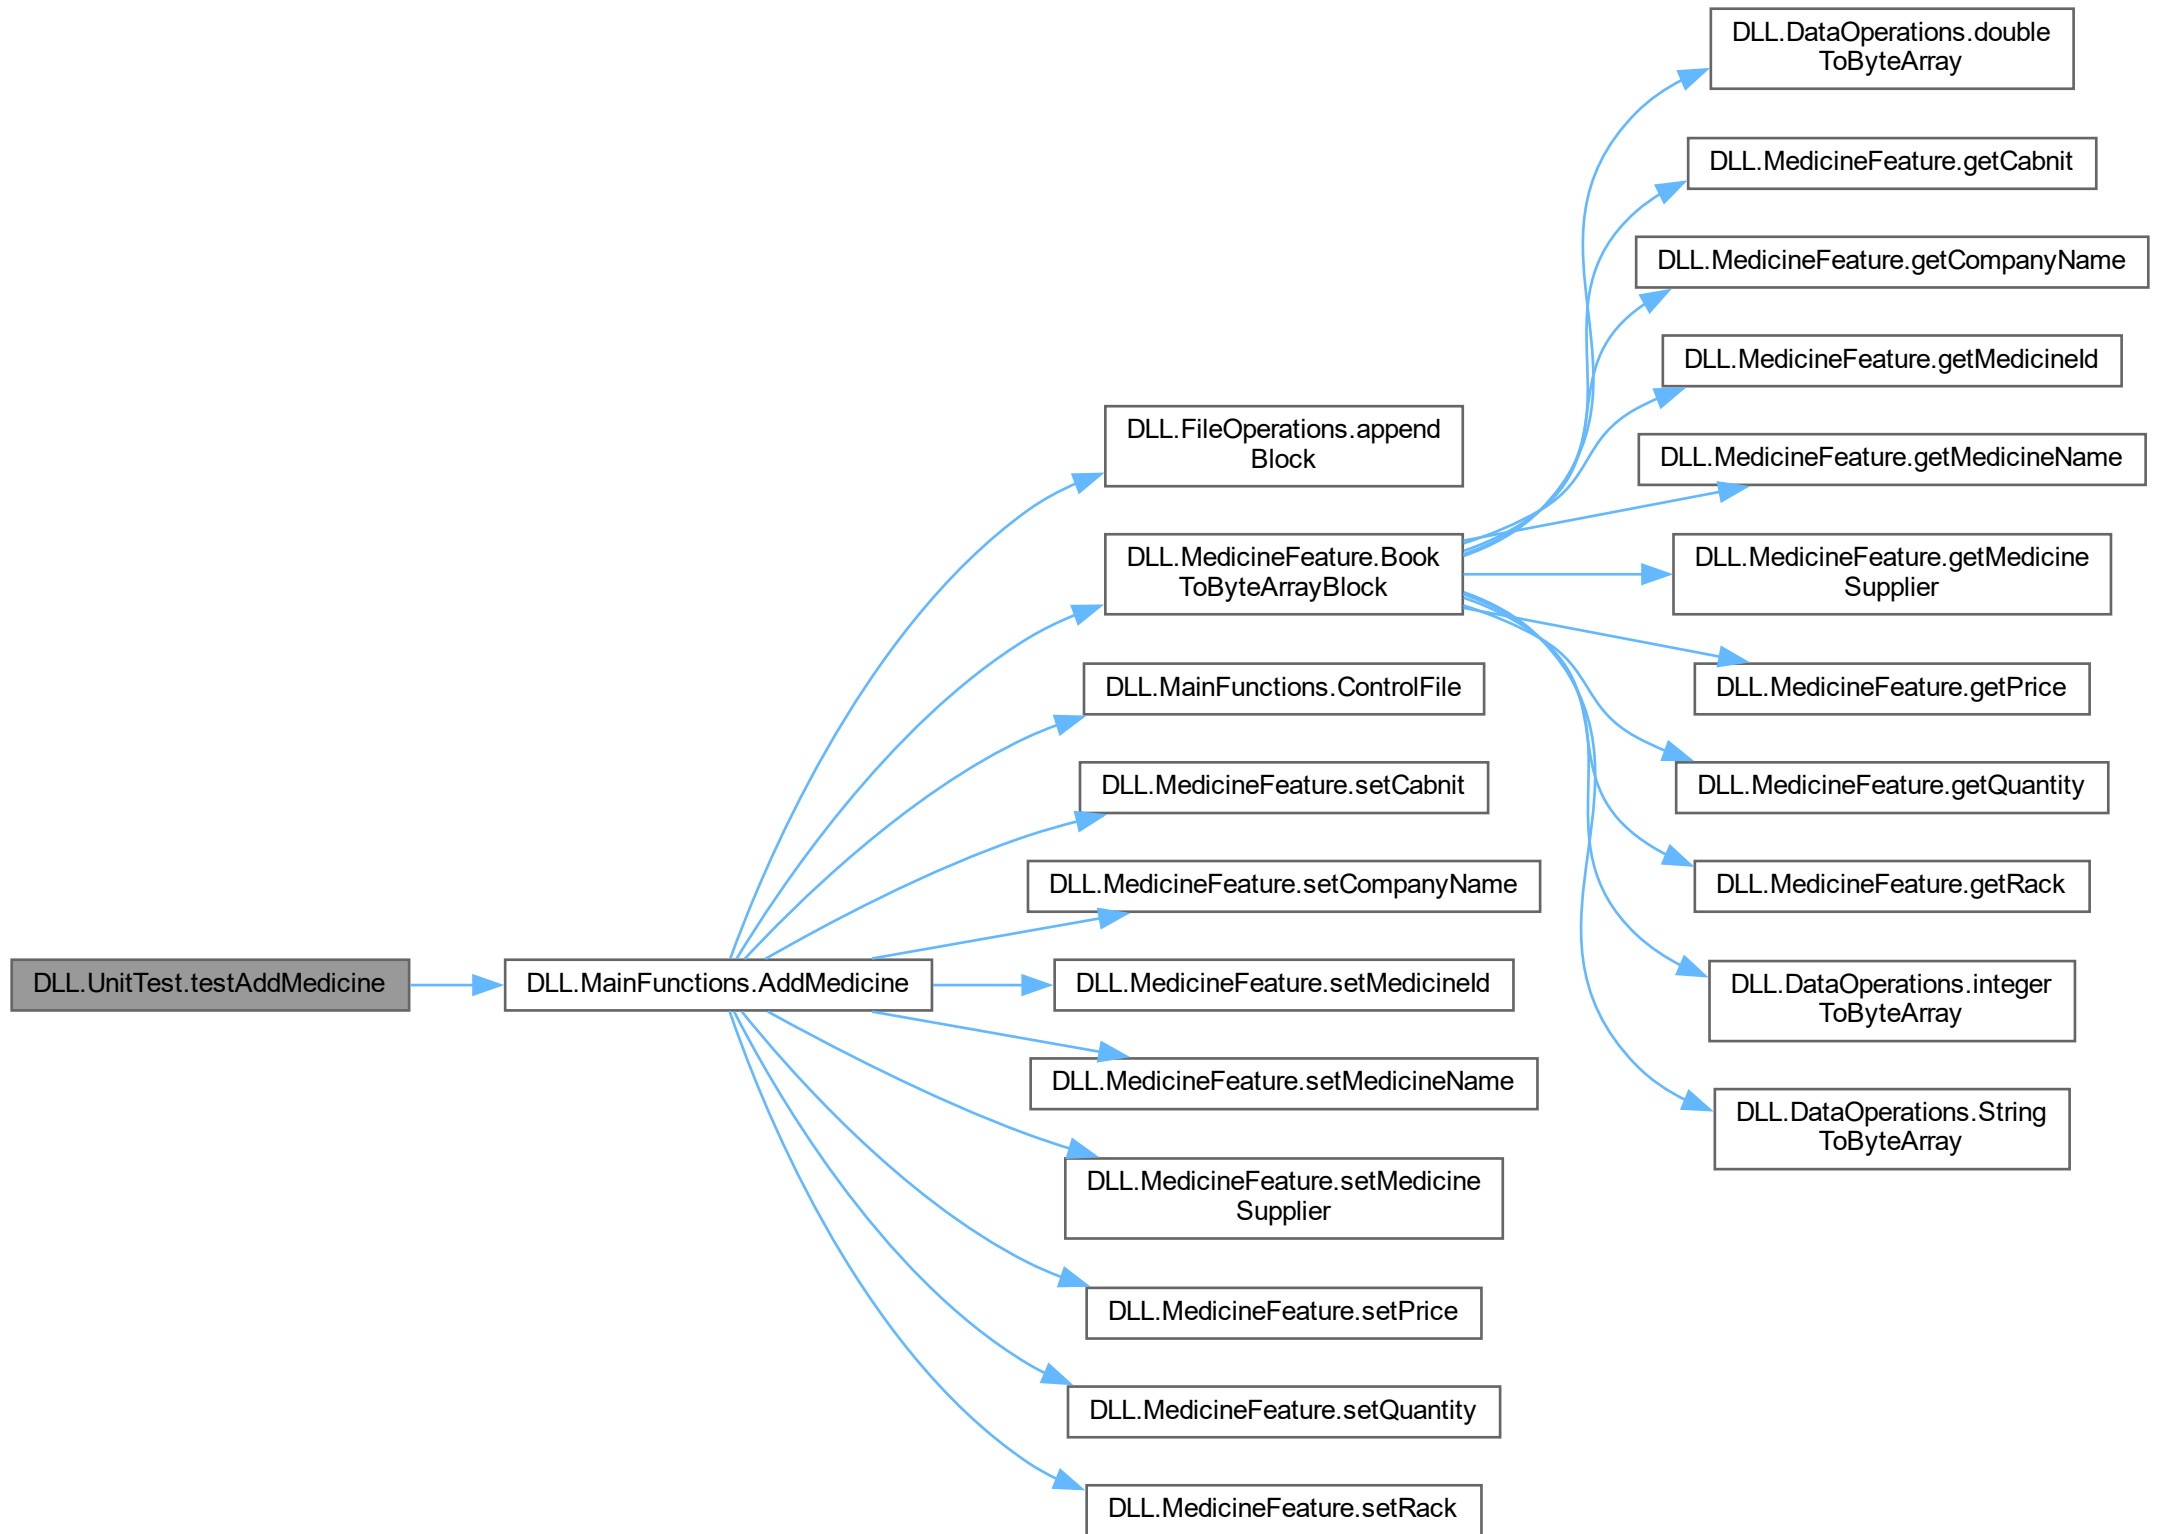 DLL.UnitTest.testAddMedicine
DLL.MainFunctions.AddMedicine
DLL.FileOperations.append
Block
DLL.MedicineFeature.Book
ToByteArrayBlock
DLL.MainFunctions.ControlFile
DLL.MedicineFeature.setCabnit
DLL.MedicineFeature.setCompanyName
DLL.MedicineFeature.setMedicineId
DLL.MedicineFeature.setMedicineName
DLL.MedicineFeature.setMedicine
Supplier
DLL.MedicineFeature.setPrice
DLL.MedicineFeature.setQuantity
DLL.MedicineFeature.setRack
DLL.DataOperations.double
ToByteArray
DLL.MedicineFeature.getCabnit
DLL.MedicineFeature.getCompanyName
DLL.MedicineFeature.getMedicineId
DLL.MedicineFeature.getMedicineName
DLL.MedicineFeature.getMedicine
Supplier
DLL.MedicineFeature.getPrice
DLL.MedicineFeature.getQuantity
DLL.MedicineFeature.getRack
DLL.DataOperations.integer
ToByteArray
DLL.DataOperations.String
ToByteArray